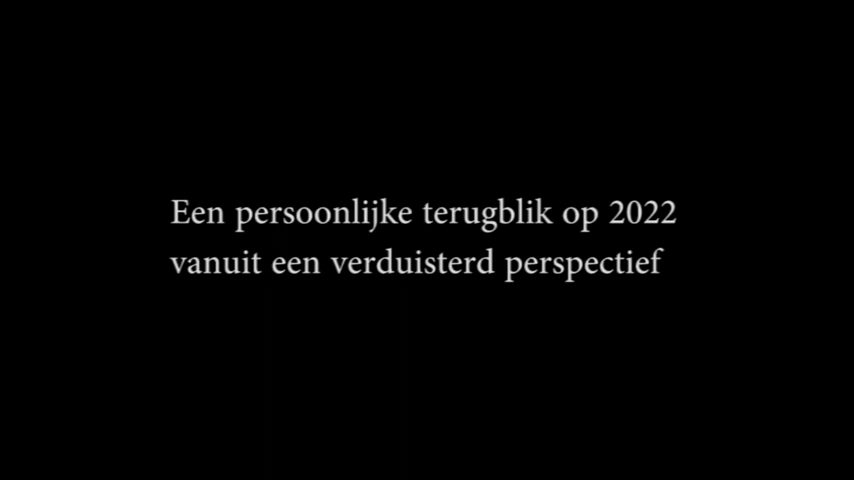 Een persoonlijke terugblik op 2022
vanuit een verduisterd perspectief